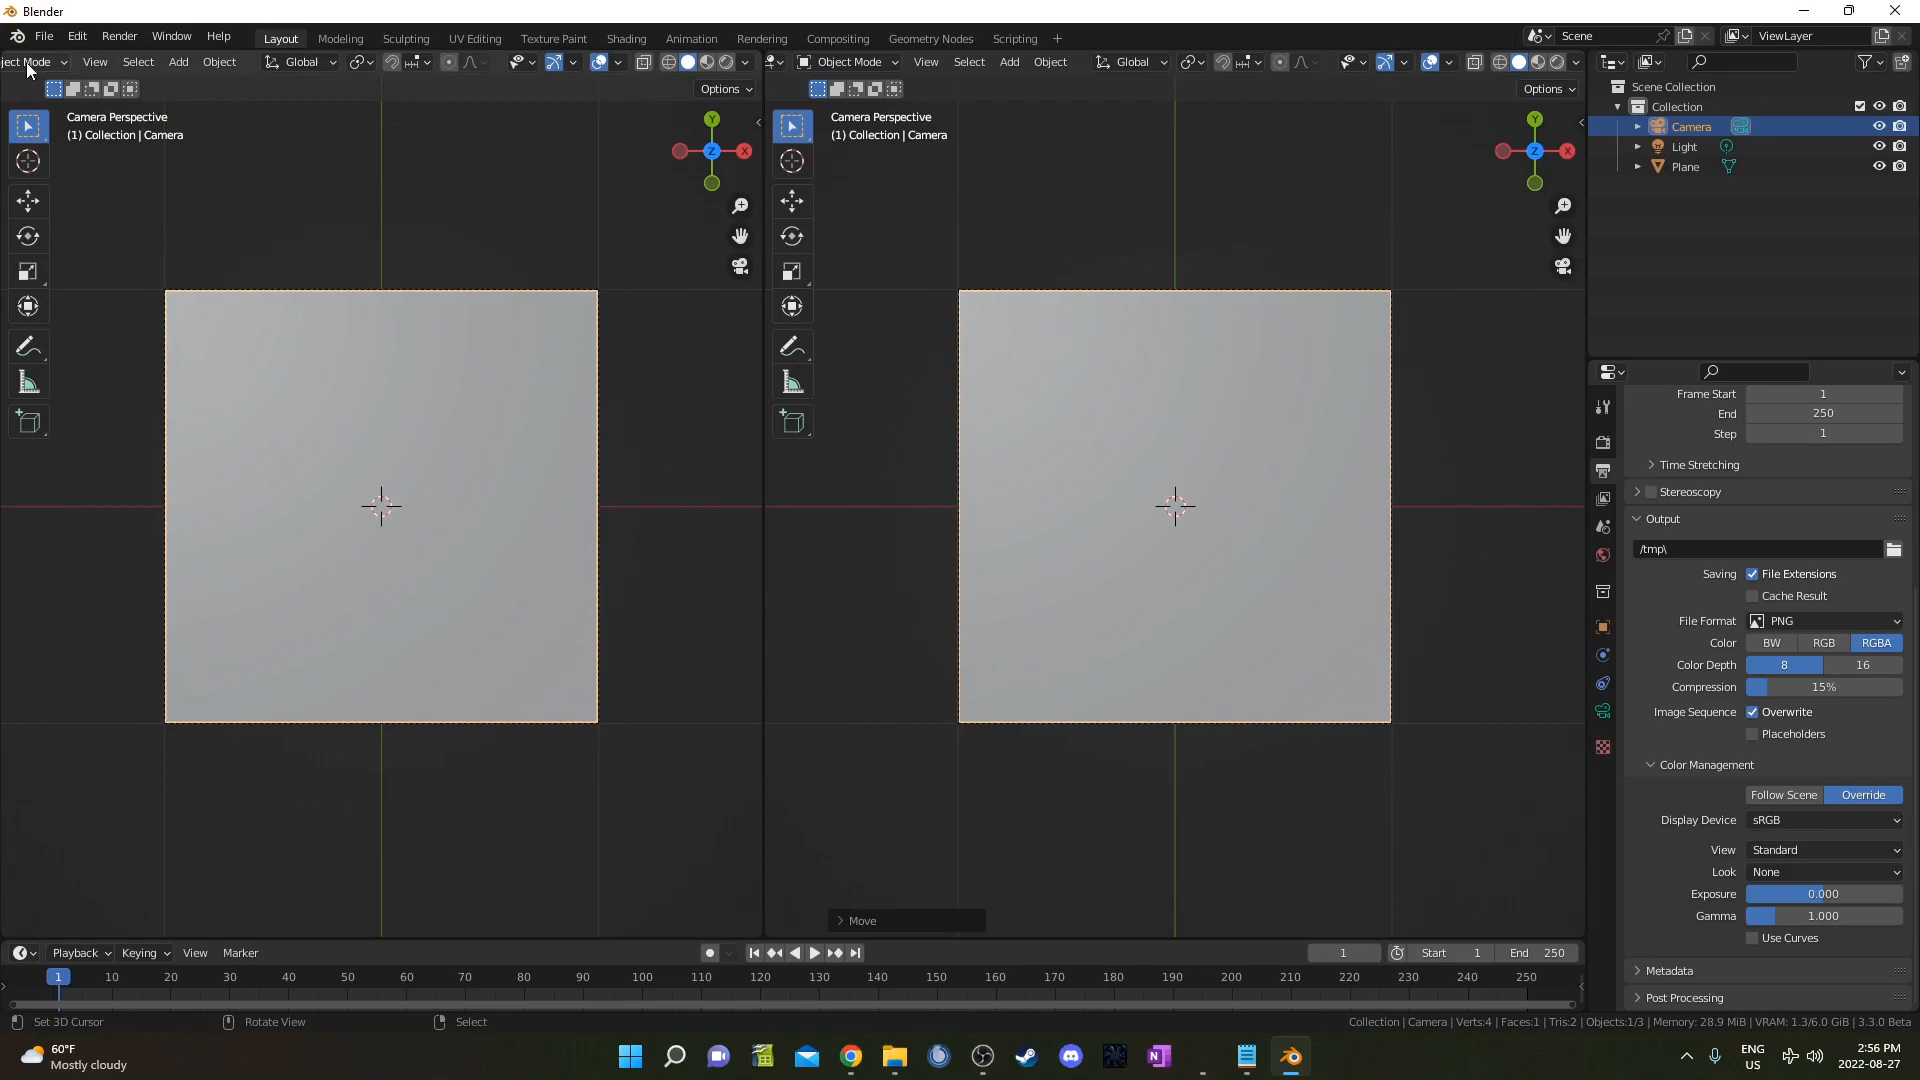 Blender
File Edit Render Window Help Layout Modeling Sculpting UV Editing Texture Paint Shading Animation Rendering Compositing Geometry Nodes Scripting + Scene ViewLayer
ject Mode View Select Add Object Global Object Mode View Select Add Object Global
Options Options
Camera Perspective
(1) Collection | Camera
Y
Z X
Camera Perspective
(1) Collection | Camera
Y
Z X
Move
Scene Collection
Collection
Camera
Light
Plane
Frame Start 1
End 250
Step 1
Time Stretching
Stereoscopy
Output
/tmp\
Saving File Extensions
Cache Result
File Format PNG
Color BW RGB RGBA
Color Depth 8 16
Compression 15%
Image Sequence Overwrite
Placeholders
Color Management
Follow Scene Override
Display Device sRGB
View Standard
Look None
Exposure 0.000
Gamma 1.000
Use Curves
Metadata
Post Processing
Playback Keying View Marker 1 Start 1 End 250
1 10 20 30 40 50 60 70 80 90 100 110 120 130 140 150 160 170 180 190 200 210 220 230 240 250
Set 3D Cursor Rotate View Select Collection | Camera | Verts:4 | Faces:1 | Tris:2 | Objects:1/3 | Memory: 28.9 MiB | VRAM: 1.3/6.0 GiB | 3.3.0 Beta
60°F
Mostly cloudy
ENG
US
2:56 PM
2022-08-27